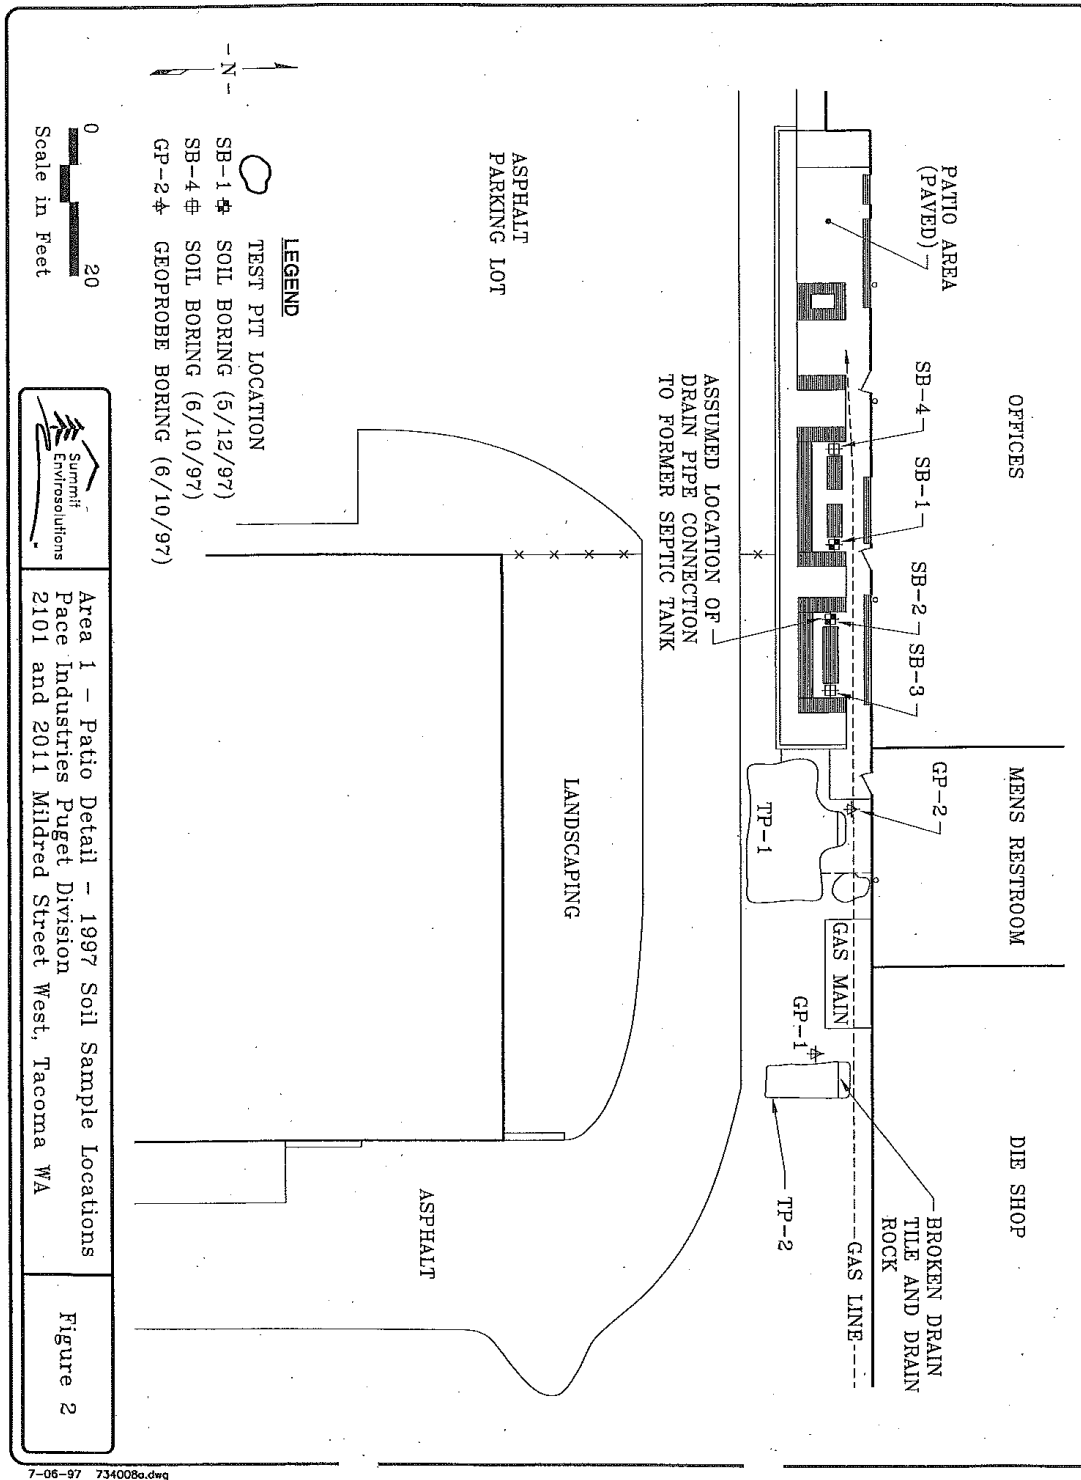 OFFICES
MENS RESTROOM
DIE SHOP
PATIO AREA
(PAVED)
SB-4
SB-1
SB-2
SB-3
GP-2
BROKEN DRAIN
TILE AND DRAIN
ROCK
GAS LINE
GAS MAIN
GP-1
TP-1
TP-2
ASSUMED LOCATION OF
DRAIN PIPE CONNECTION
TO FORMER SEPTIC TANK
ASPHALT
PARKING LOT
LANDSCAPING
ASPHALT
-N-
LEGEND
TEST PIT LOCATION
SB-1 SOIL BORING (5/12/97)
SB-4 SOIL BORING (6/10/97)
GP-2 GEOPROBE BORING (6/10/97)
0 20
Scale in Feet
Summit
Envirosolutions
Area 1 - Patio Detail - 1997 Soil Sample Locations
Pace Industries Puget Division
2101 and 2011 Mildred Street West, Tacoma WA
Figure 2
7-06-97 734008a.dwg